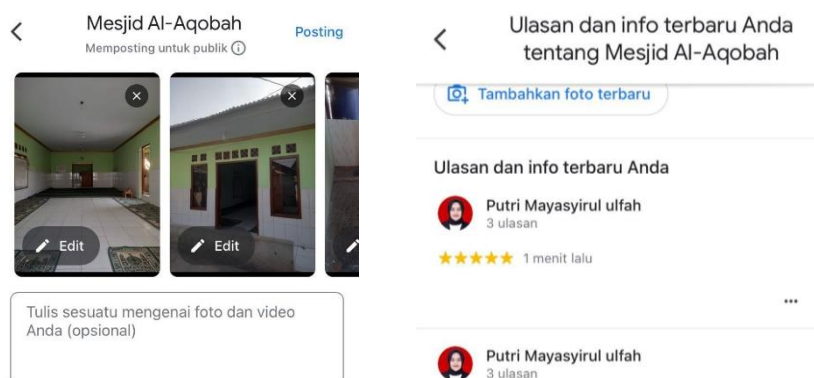 Mesjid Al-Aqobah
Memposting untuk publik
Posting
Edit
Edit
Tulis sesuatu mengenai foto dan video
Anda (opsional)
Ulasan dan info terbaru Anda
tentang Mesjid Al-Aqobah
Tambahkan foto terbaru
Ulasan dan info terbaru Anda
Putri Mayasyirul ulfah
3 ulasan
1 menit lalu
Putri Mayasyirul ulfah
3 ulasan